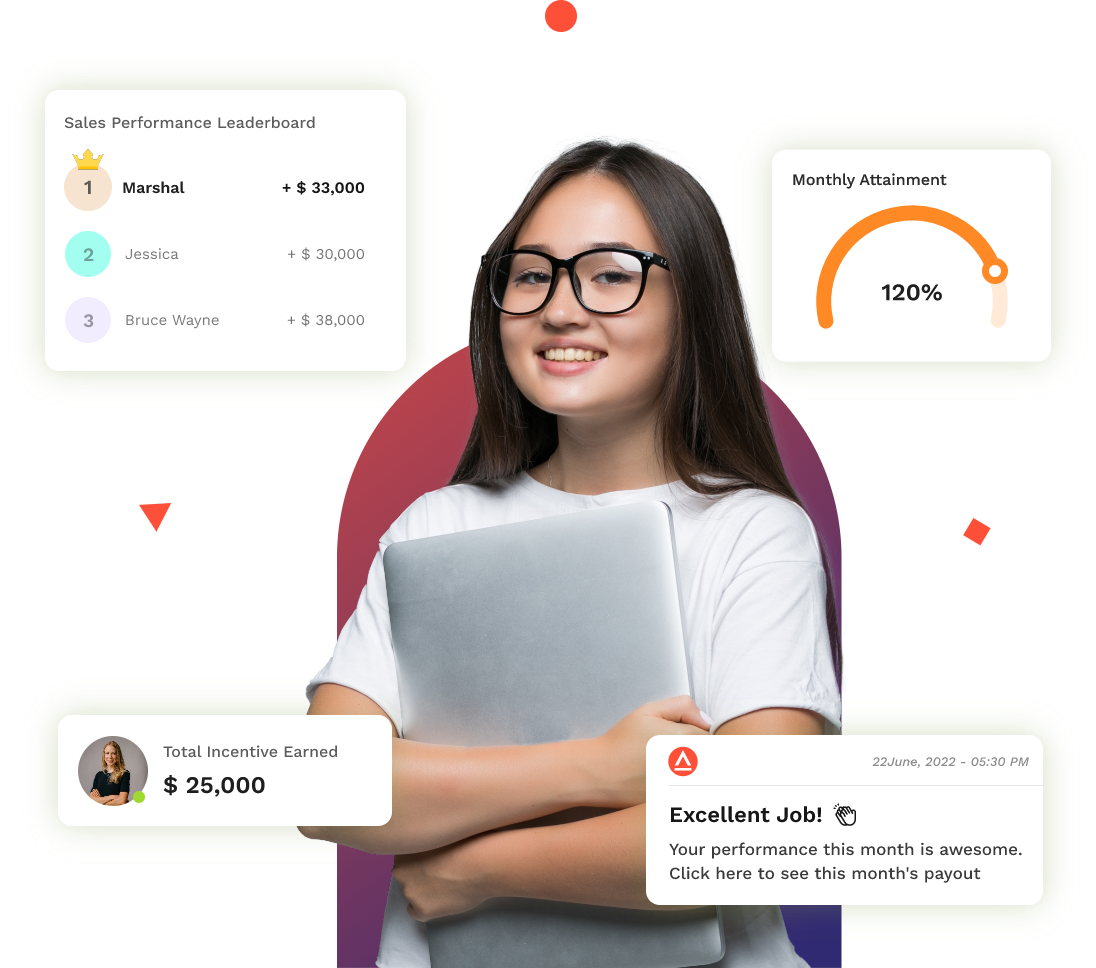 Sales Performance Leaderboard
1 Marshal + $ 33,000
2 Jessica + $ 30,000
3 Bruce Wayne + $ 38,000
Monthly Attainment
120%
Total Incentive Earned
$ 25,000
22June, 2022 - 05:30 PM
Excellent Job!
Your performance this month is awesome.
Click here to see this month's payout